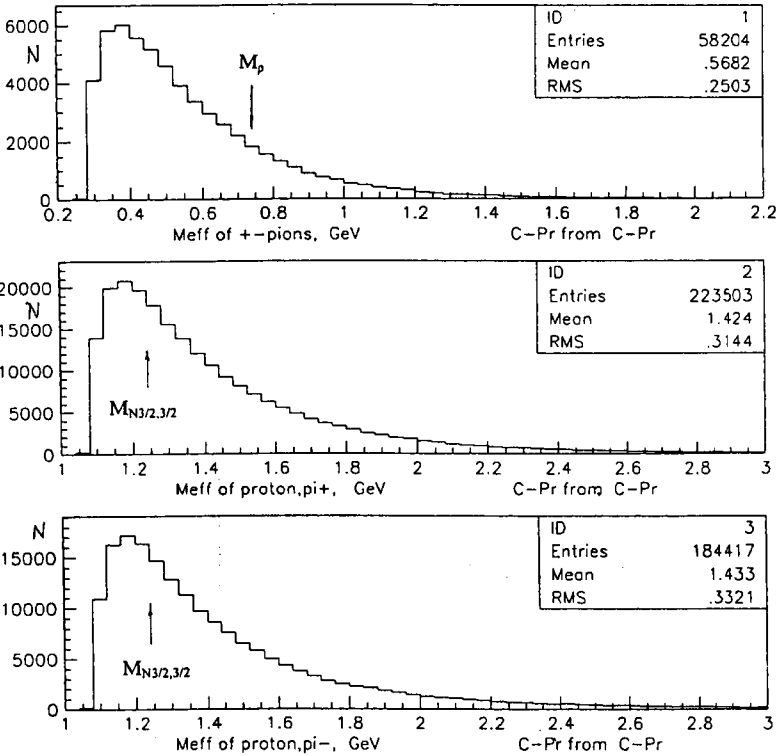 6000
4000
2000
0
N
M_ρ
ID 1
Entries 58204
Mean .5682
RMS .2503
0.2 0.4 0.6 0.8 1 1.2 1.4 1.6 1.8 2 2.2
Meff of +-pions, GeV C-Pr from C-Pr
20000
15000
10000
5000
0
N
M_N3/2,3/2
ID 2
Entries 223503
Mean 1.424
RMS .3144
1 1.2 1.4 1.6 1.8 2 2.2 2.4 2.6 2.8 3
Meff of proton,pi+, GeV C-Pr from C-Pr
15000
10000
5000
0
N
M_N3/2,3/2
ID 3
Entries 184417
Mean 1.433
RMS .3321
1 1.2 1.4 1.6 1.8 2 2.2 2.4 2.6 2.8 3
Meff of proton,pi-, GeV C-Pr from C-Pr